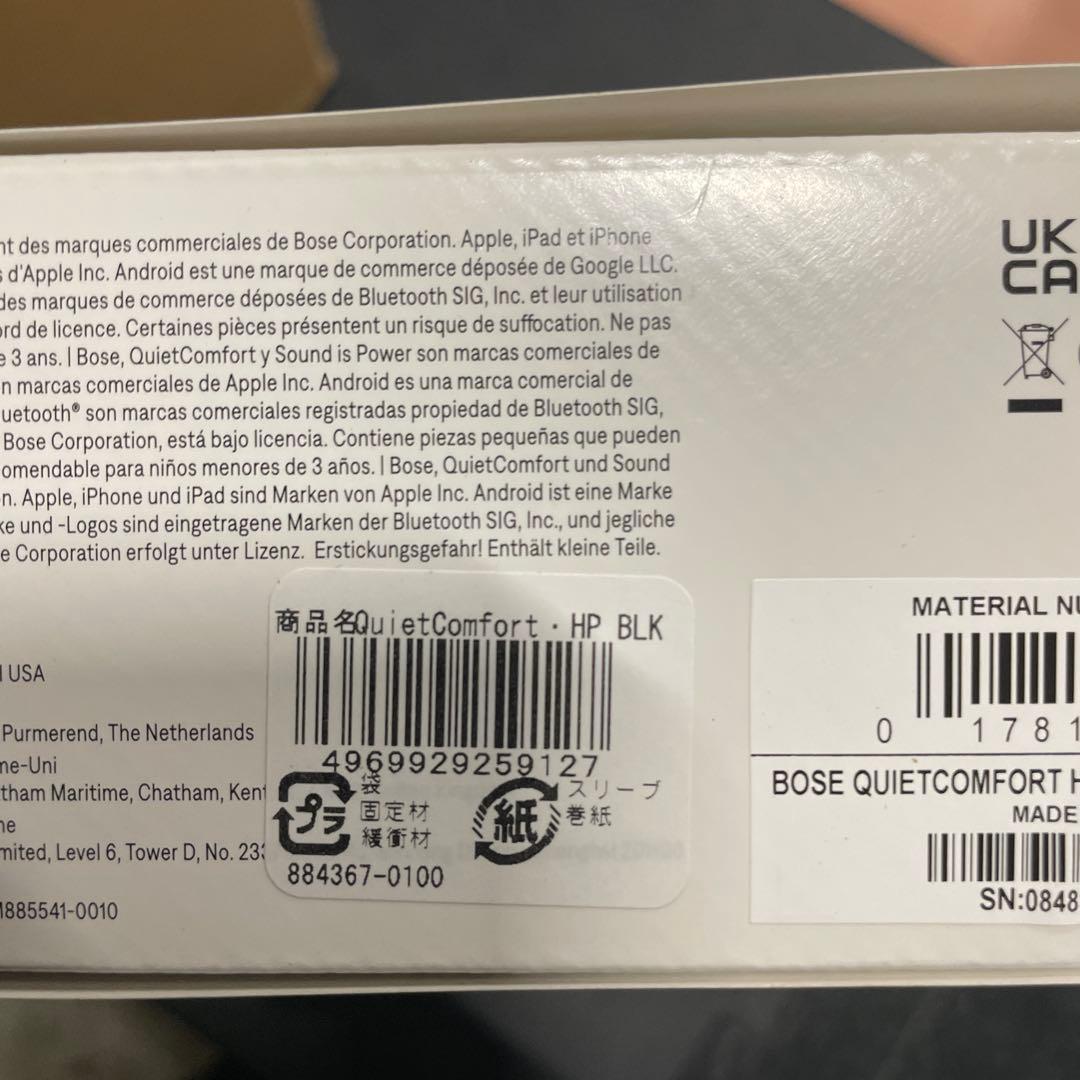 des marques commerciales de Bose Corporation. Apple, iPad et iPhone
d'Apple Inc. Android est une marque de commerce déposée de Google LLC.
des marques de commerce déposées de Bluetooth SIG, Inc. et leur utilisation
ord de licence. Certaines pièces présentent un risque de suffocation. Ne pas
e 3 ans. | Bose, QuietComfort y Sound is Power son marcas comerciales de
n marcas comerciales de Apple Inc. Android es una marca comercial de
uetooth® son marcas comerciales registradas propiedad de Bluetooth SIG,
Bose Corporation, está bajo licencia. Contiene piezas pequeñas que pueden
omendable para niños menores de 3 años. | Bose, QuietComfort und Sound
n. Apple, iPhone und iPad sind Marken von Apple Inc. Android ist eine Marke
ke und -Logos sind eingetragene Marken der Bluetooth SIG, Inc., und jegliche
e Corporation erfolgt unter Lizenz. Erstickungsgefahr! Enthält kleine Teile.
UK
CA
USA
Purmerend, The Netherlands
me-Uni
tham Maritime, Chatham, Kent
ne
mited, Level 6, Tower D, No. 233
885541-0010
商品名QuietComfort・HP BLK
4969929259127
プラ
袋
固定材
緩衝材
紙
スリーブ
巻紙
884367-0100
MATERIAL NU
0 1781
BOSE QUIETCOMFORT H
MADE
SN:0848